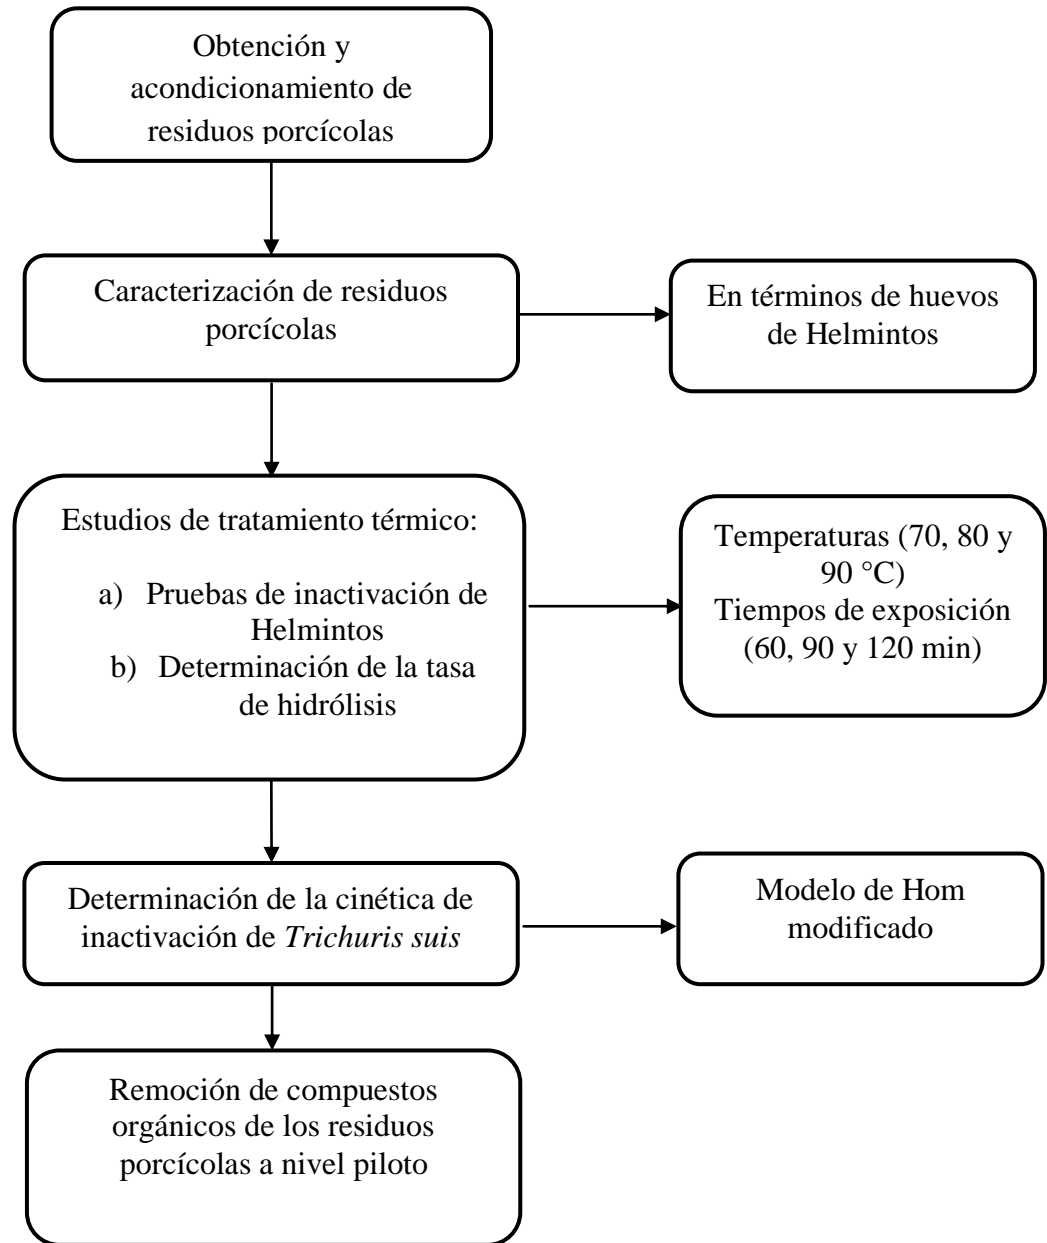 Obtención y
acondicionamiento de
residuos porcícolas
Caracterización de residuos
porcícolas
En términos de huevos
de Helmintos
Estudios de tratamiento térmico:
a) Pruebas de inactivación de
Helmintos
b) Determinación de la tasa
de hidrólisis
Temperaturas (70, 80 y
90 °C)
Tiempos de exposición
(60, 90 y 120 min)
Determinación de la cinética de
inactivación de Trichuris suis
Modelo de Hom
modificado
Remoción de compuestos
orgánicos de los residuos
porcícolas a nivel piloto